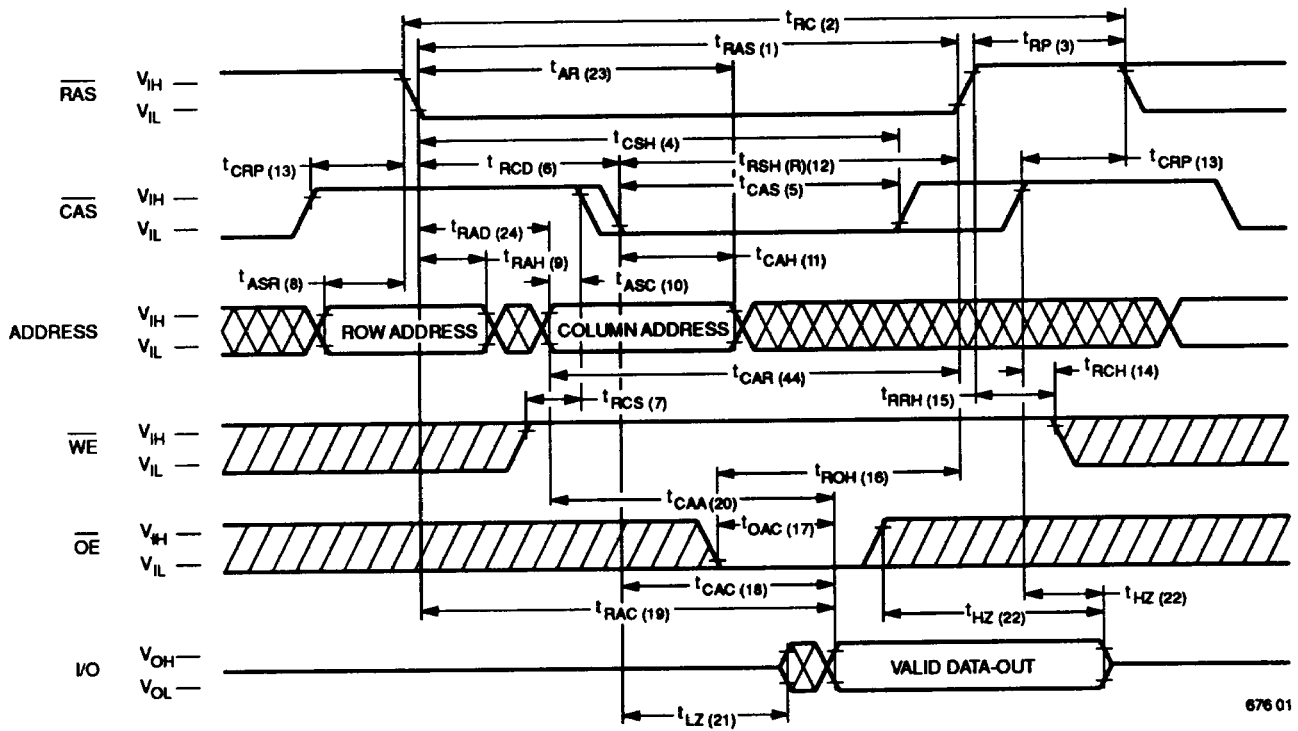 tRC (2)
tRAS (1)
tRP (3)
tAR (23)
RAS
VIH
VIL
tCSH (4)
tCRP (13)
tRCD (6)
tRSH (R)(12)
tCRP (13)
tCAS (5)
CAS
VIH
VIL
tRAD (24)
tRAH (9)
tCAH (11)
tASR (8)
tASC (10)
ADDRESS
VIH
VIL
ROW ADDRESS
COLUMN ADDRESS
tCAR (44)
tRCH (14)
tRCS (7)
tRRH (15)
WE
VIH
VIL
tROH (16)
tCAA (20)
tOAC (17)
OE
VIH
VIL
tCAC (18)
tRAC (19)
tHZ (22)
tHZ (22)
I/O
VOH
VOL
VALID DATA-OUT
tLZ (21)
676 01